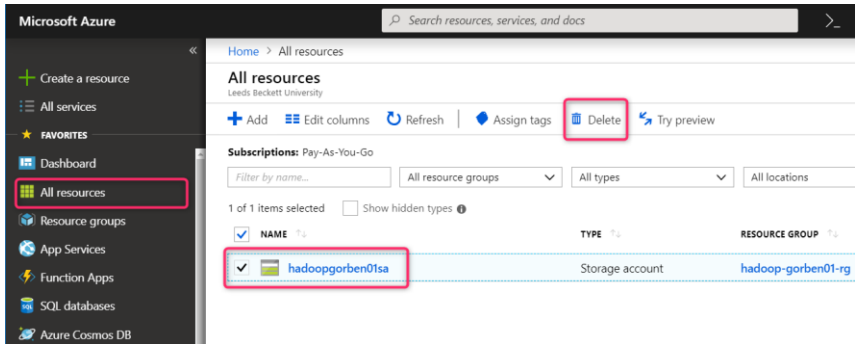 Microsoft Azure
Search resources, services, and docs
>_
«
Create a resource
All services
FAVORITES
Dashboard
All resources
Resource groups
App Services
Function Apps
SQL databases
Azure Cosmos DB
Home > All resources
All resources
Leeds Beckett University
Add Edit columns Refresh Assign tags Delete Try preview
Subscriptions: Pay-As-You-Go
Filter by name... All resource groups All types All locations
1 of 1 items selected Show hidden types
NAME TYPE RESOURCE GROUP
hadoopgorben01sa Storage account hadoop-gorben01-rg